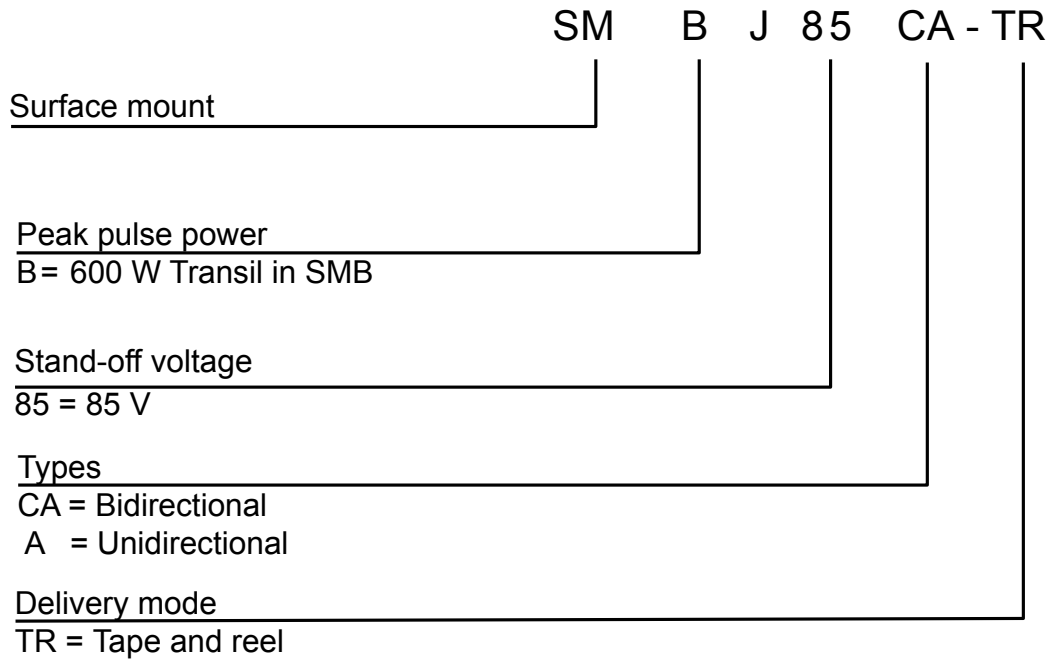 SM B J 85 CA - TR
Surface mount
Peak pulse power
B = 600 W Transil in SMB
Stand-off voltage
85 = 85 V
Types
CA = Bidirectional
A = Unidirectional
Delivery mode
TR = Tape and reel